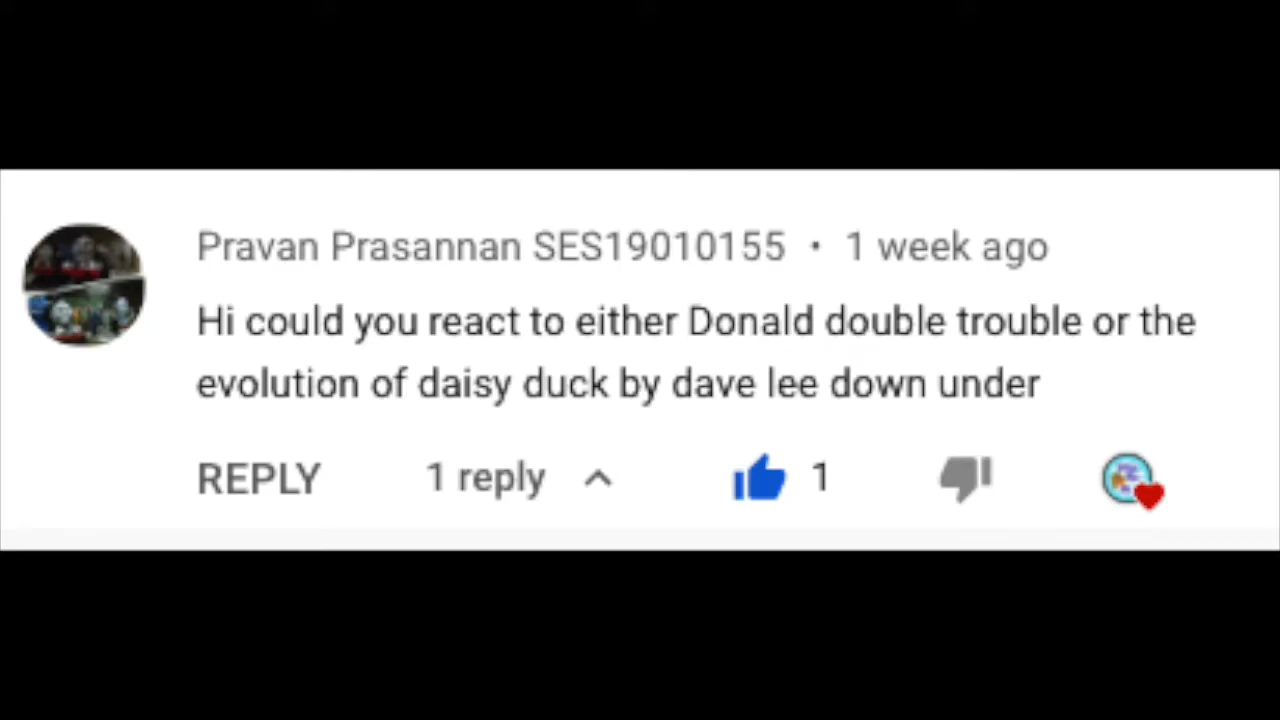 Pravan Prasannan SES19010155 • 1 week ago
Hi could you react to either Donald double trouble or the
evolution of daisy duck by dave lee down under
REPLY 1 reply 1